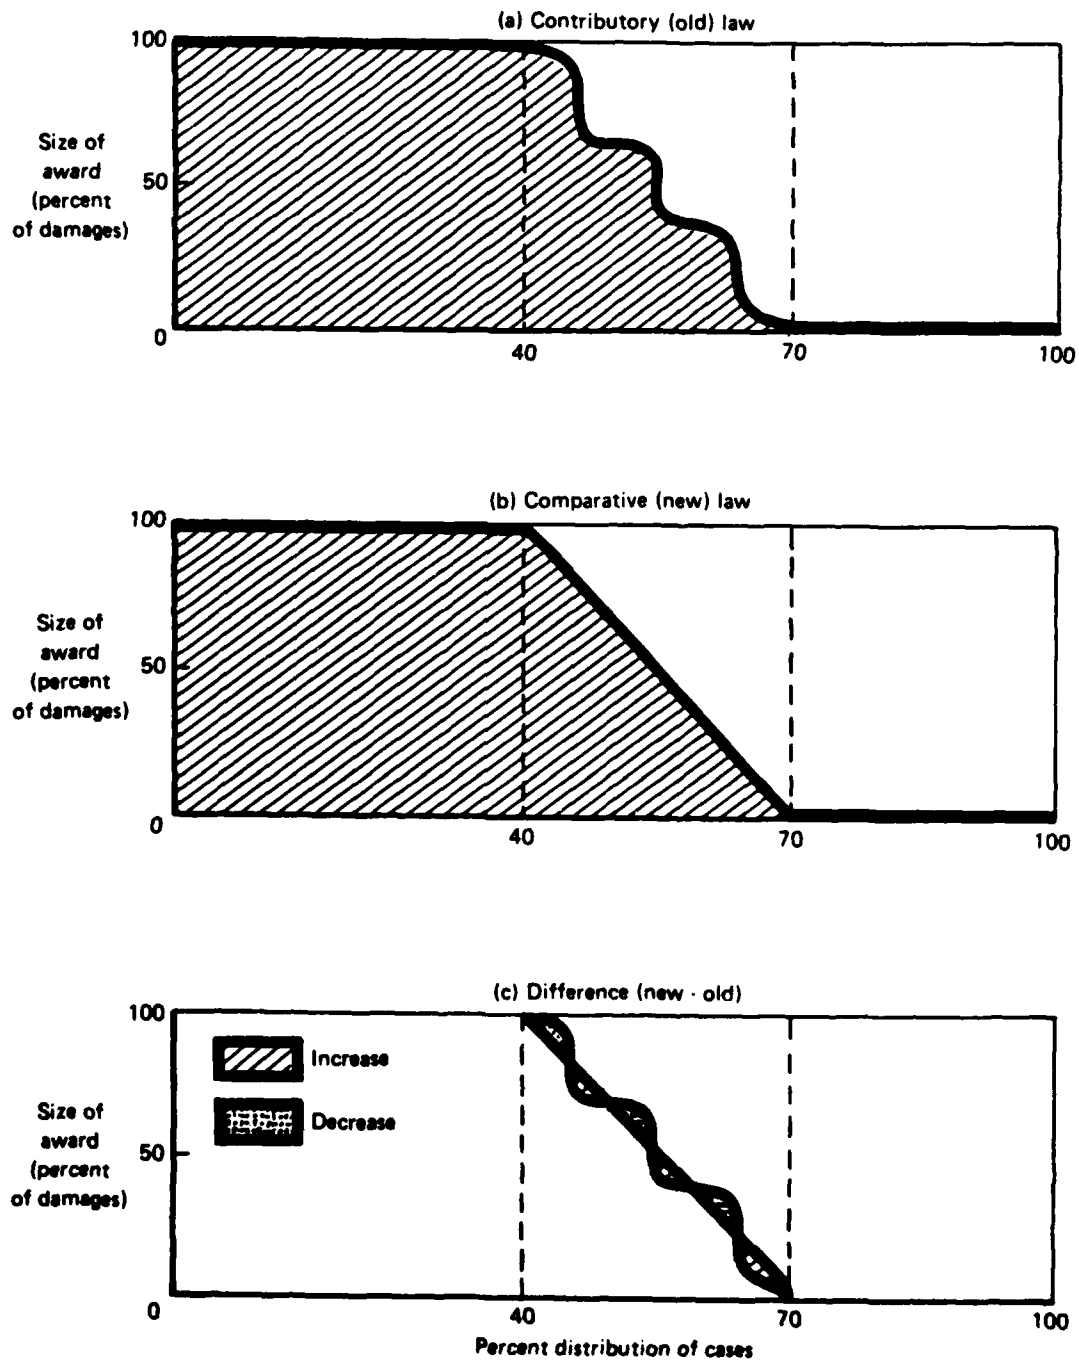 (a) Contributory (old) law
100
Size of
award
50
(percent
of damages)
0
40
70
100
(b) Comparative (new) law
100
Size of
award
50
(percent
of damages)
0
40
70
100
(c) Difference (new - old)
100
Increase
Size of
Decrease
award
50
(percent
of damages)
0
40
70
100
Percent distribution of cases